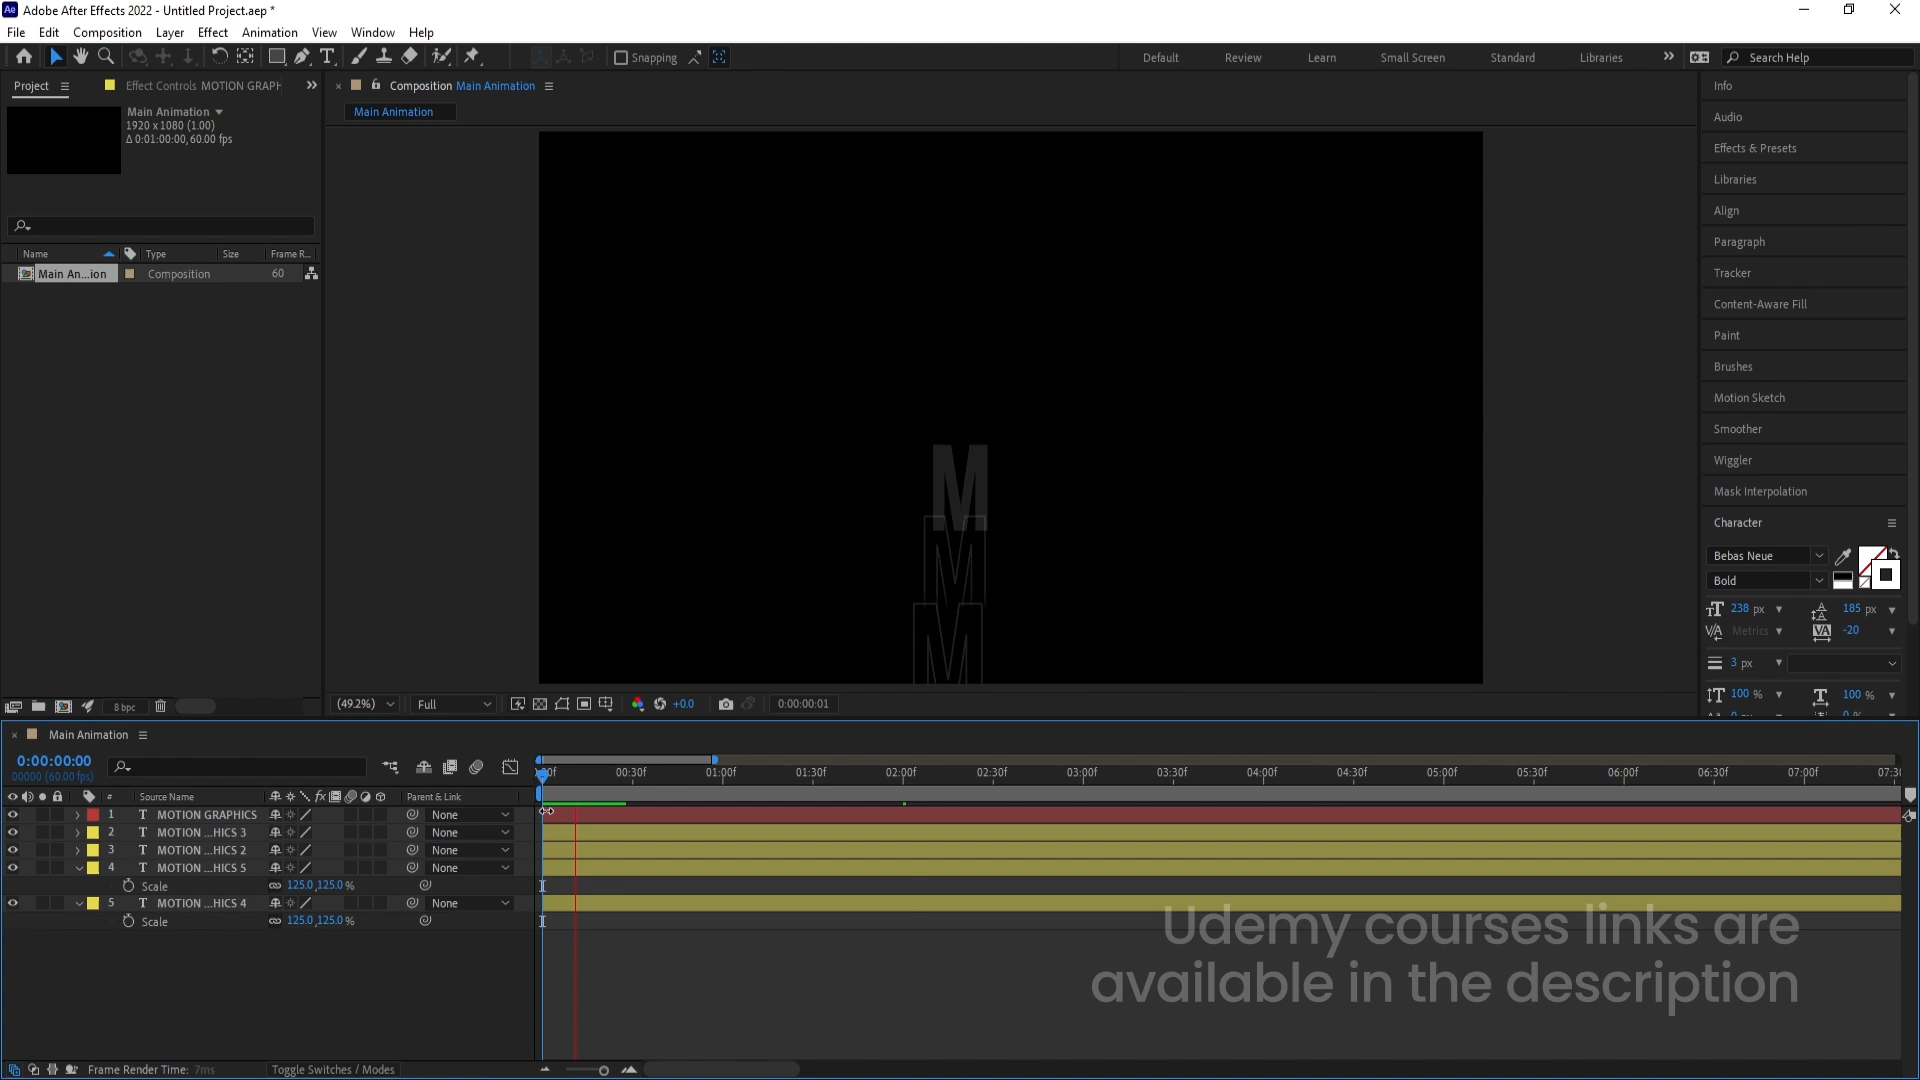 Ae Adobe After Effects 2022 - Untitled Project.aep *
File Edit Composition Layer Effect Animation View Window Help
Snapping
Default Review Learn Small Screen Standard Libraries
Search Help
Project
Effect Controls MOTION GRAPH
Composition Main Animation
Main Animation
Main Animation
1920 x 1080 (1.00)
Δ 0:01:00:00, 60.00 fps
Name Type Size Frame R...
Main An...ion Composition 60
M
M
M
Info
Audio
Effects & Presets
Libraries
Align
Paragraph
Tracker
Content-Aware Fill
Paint
Brushes
Motion Sketch
Smoother
Wiggler
Mask Interpolation
Character
Bebas Neue
Bold
238 px 185 px
Metrics -20
3 px
100 % 100 %
8 bpc
(49.2%) Full +0.0 0:00:00:01
Main Animation
0:00:00:00
00000 (60.00 fps)
00:30f 01:00f 01:30f 02:00f 02:30f 03:00f 03:30f 04:00f 04:30f 05:00f 05:30f 06:00f 06:30f 07:00f
# Source Name fx Parent & Link
1 T MOTION GRAPHICS None
2 T MOTION ...HICS 3 None
3 T MOTION ...HICS 2 None
4 T MOTION ...HICS 5 None
Scale 125.0,125.0 %
5 T MOTION ...HICS 4 None
Scale 125.0,125.0 %
Udemy courses links are
available in the description
Frame Render Time: 7ms Toggle Switches / Modes